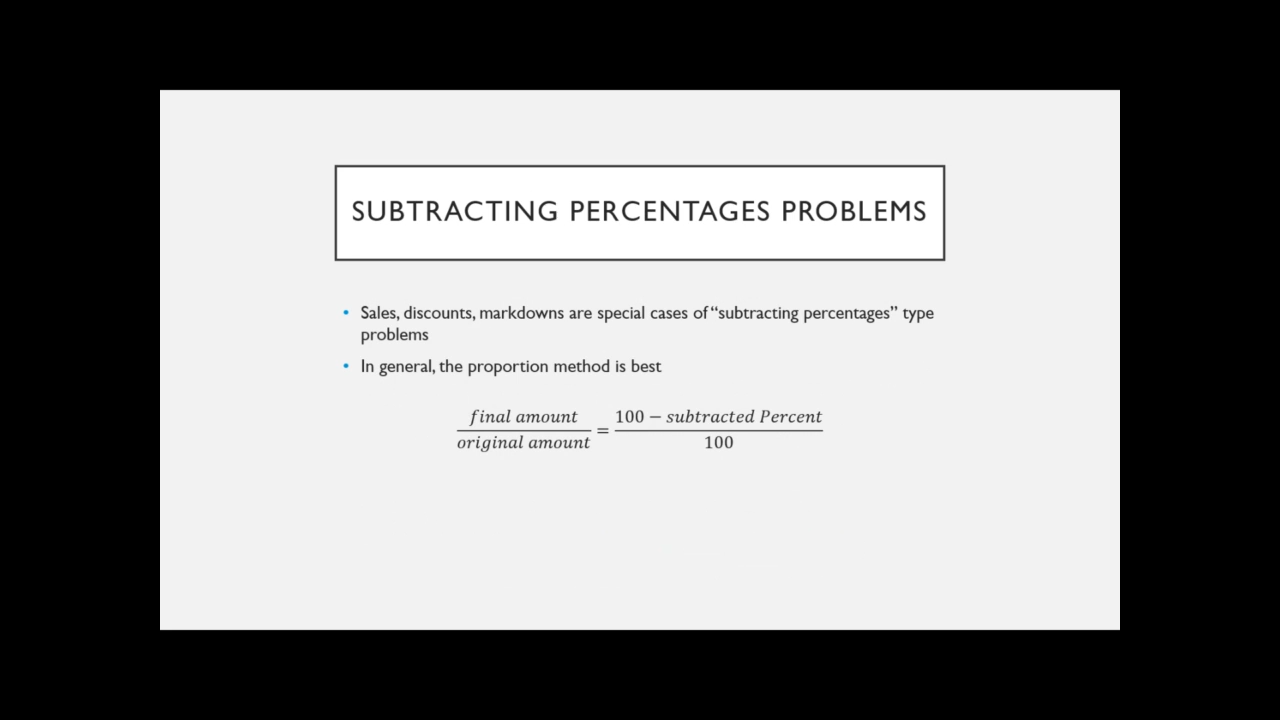 SUBTRACTING PERCENTAGES PROBLEMS
• Sales, discounts, markdowns are special cases of “subtracting percentages” type
problems
• In general, the proportion method is best
final amount / original amount = 100 − subtracted Percent / 100